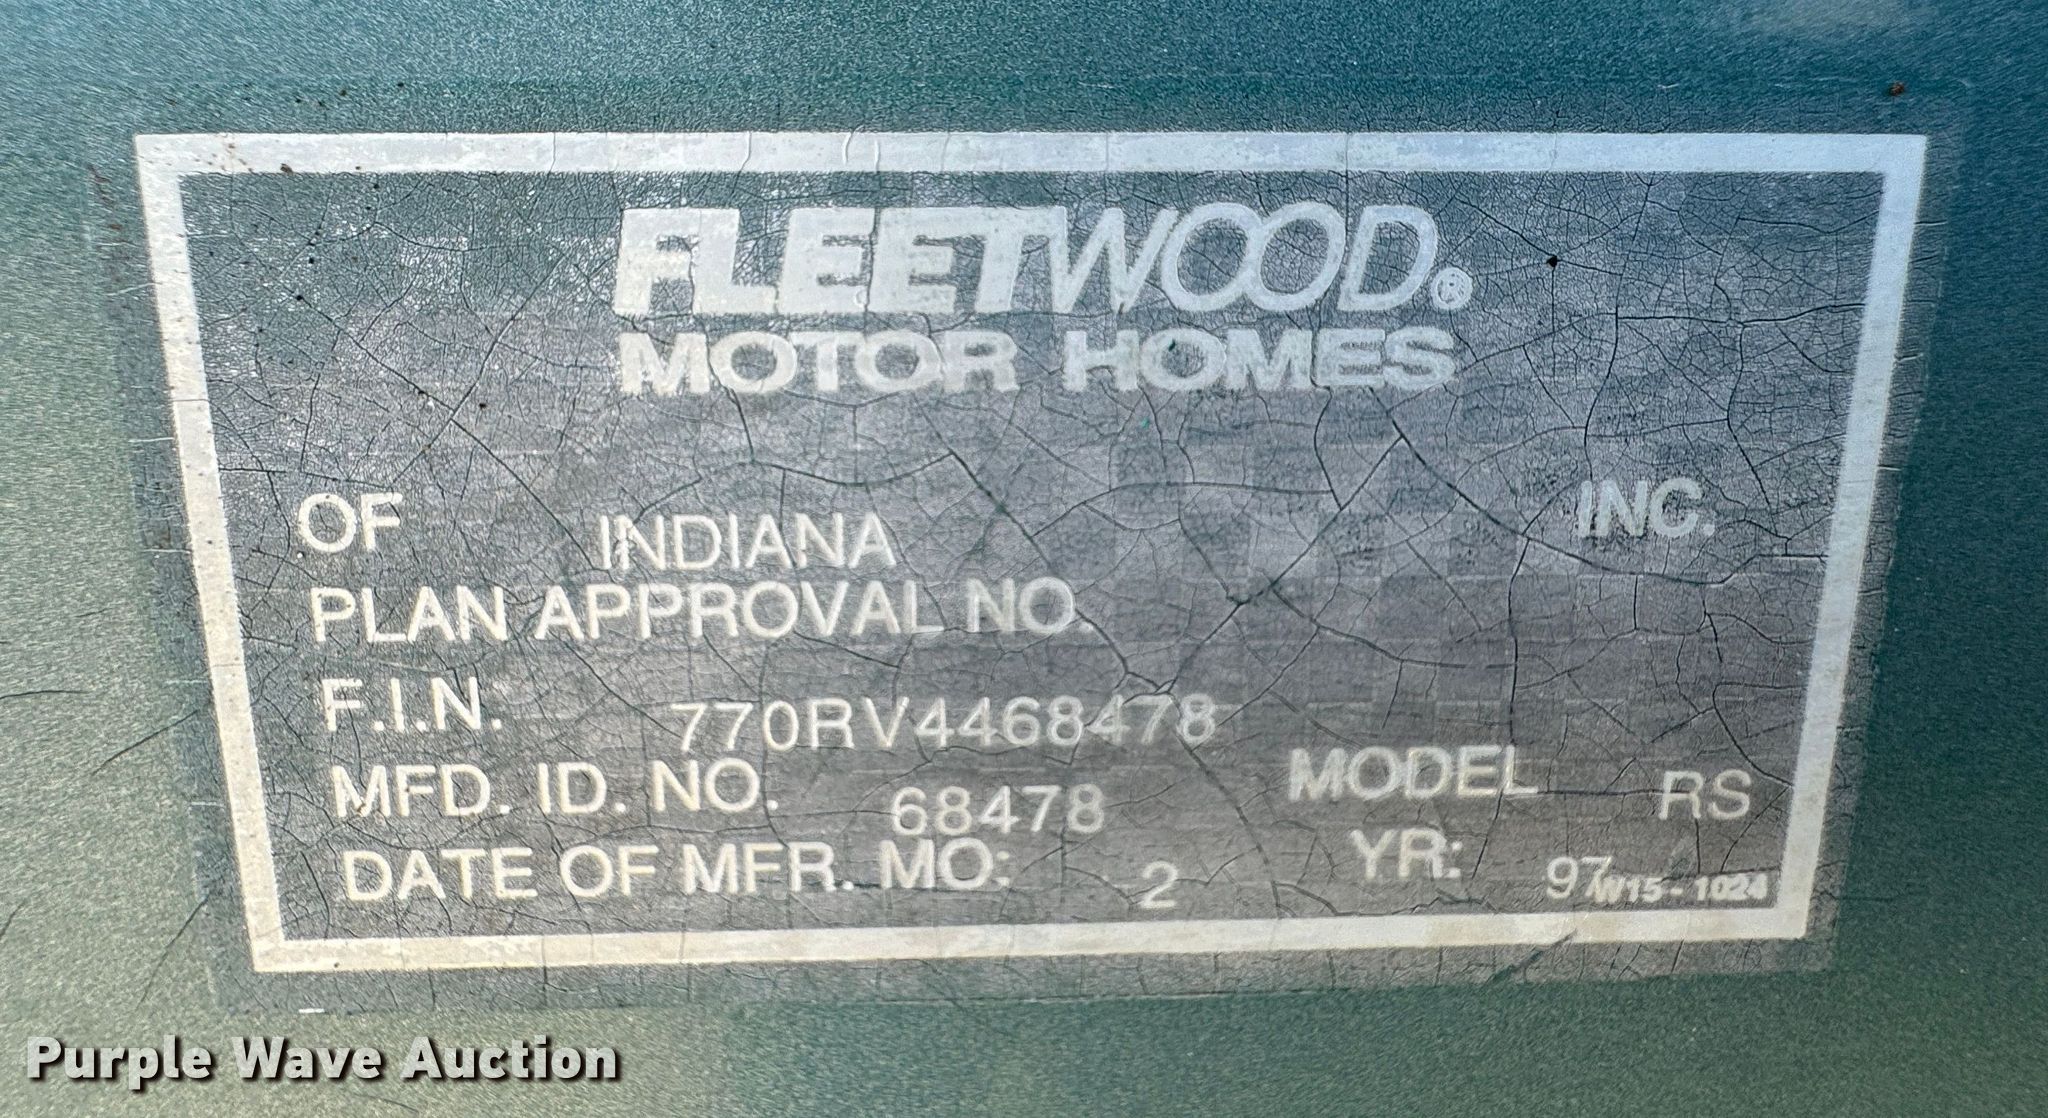 FLEETWOOD®
MOTOR HOMES
OF INDIANA INC.
PLAN APPROVAL NO.
F.I.N. 770RV4468478
MFD. ID. NO. 68478 MODEL RS
DATE OF MFR. MO: 2 YR: 97
W15-1024
Purple Wave Auction